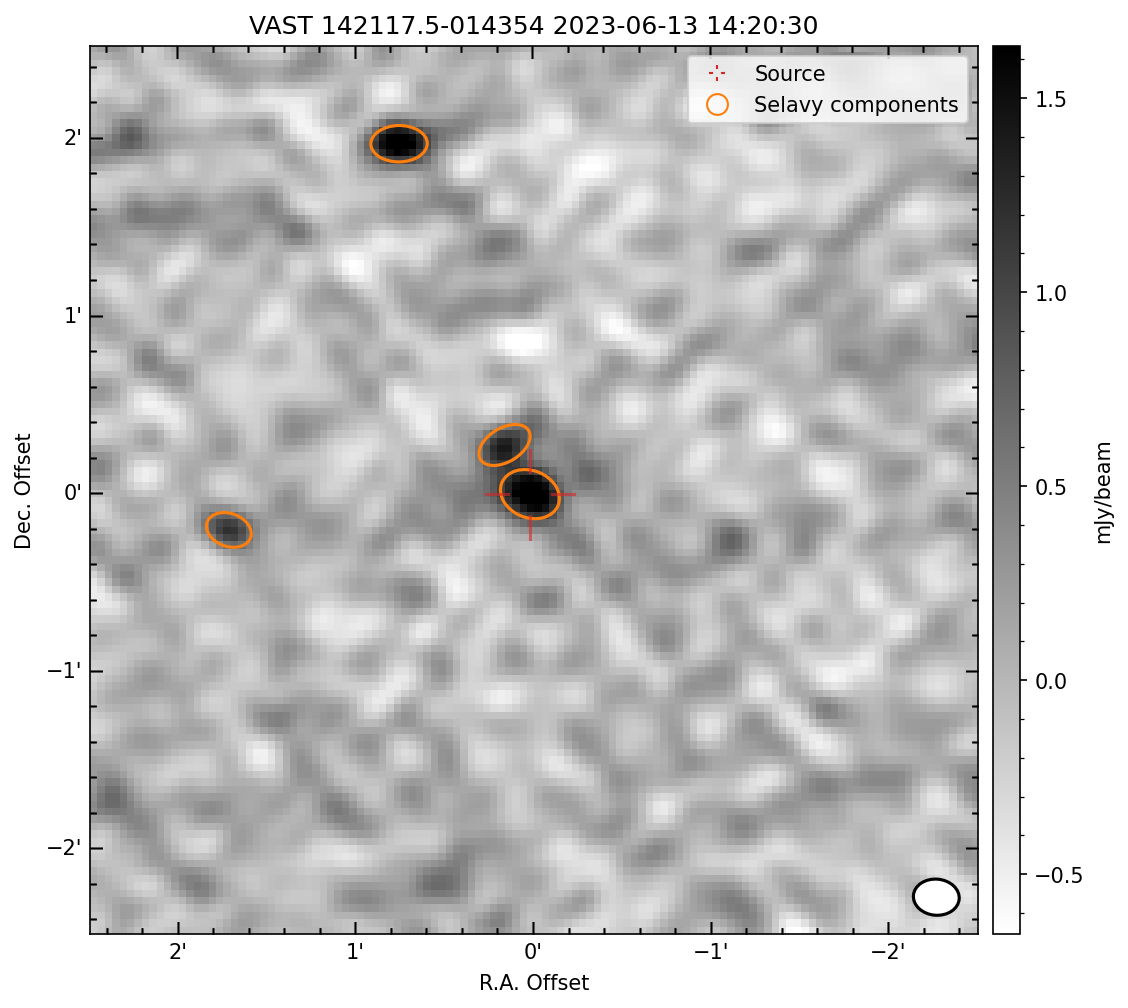 VAST 142117.5-014354 2023-06-13 14:20:30
Source
Selavy components
2'
1'
0'
−1'
−2'
Dec. Offset
2'
1'
0'
−1'
−2'
R.A. Offset
1.5
1.0
0.5
0.0
−0.5
mJy/beam